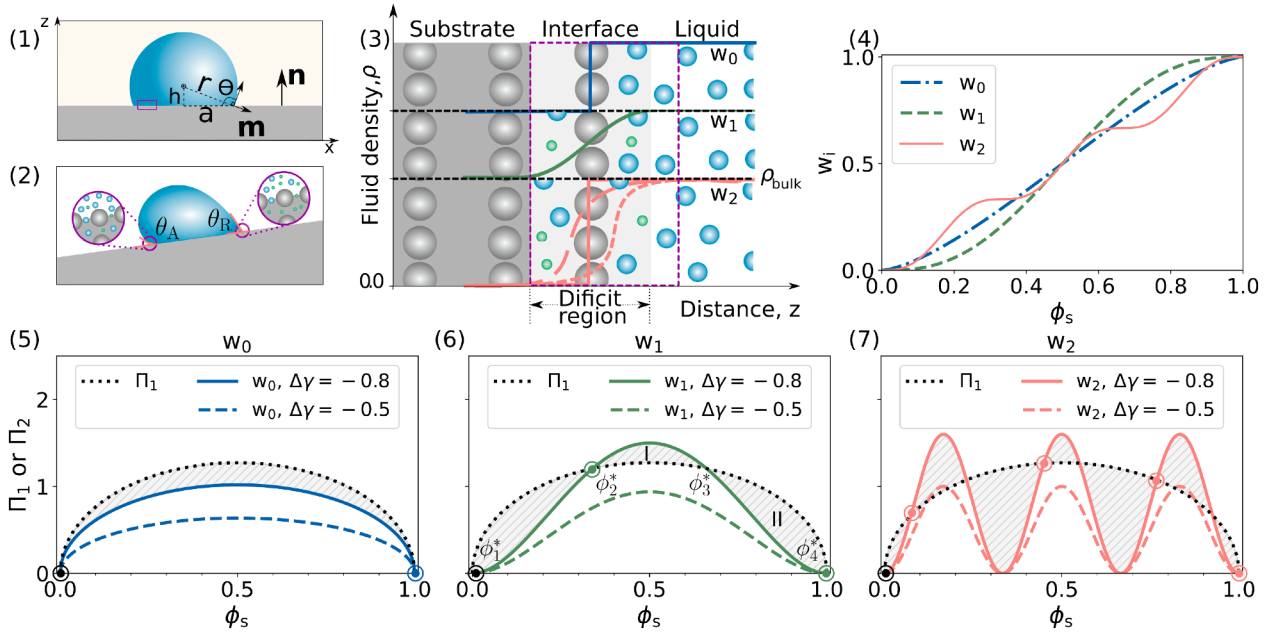 (1)
z
r
Θ
h
a
n
m
x
(2)
θA
θR
(3)
Substrate Interface Liquid
Fluid density, ρ
w0
w1
ρbulk
w2
0.0
Dificit
region
Distance, z
(4)
wi
1.0
0.5
0.0
w0
w1
w2
0.0 0.2 0.4 0.6 0.8 1.0
ϕs
(5)
w0
Π1 or Π2
Π1
w0, Δγ = −0.8
w0, Δγ = −0.5
2
1
0
0.0 0.5 1.0
ϕs
(6)
w1
Π1
w1, Δγ = −0.8
w1, Δγ = −0.5
I
II
ϕ1*
ϕ2*
ϕ3*
ϕ4*
0.0 0.5 1.0
ϕs
(7)
w2
Π1
w2, Δγ = −0.8
w2, Δγ = −0.5
0.0 0.5 1.0
ϕs